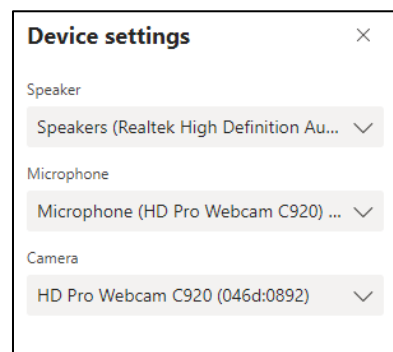 Device settings
Speaker
Speakers (Realtek High Definition Au...
Microphone
Microphone (HD Pro Webcam C920) ...
Camera
HD Pro Webcam C920 (046d:0892)